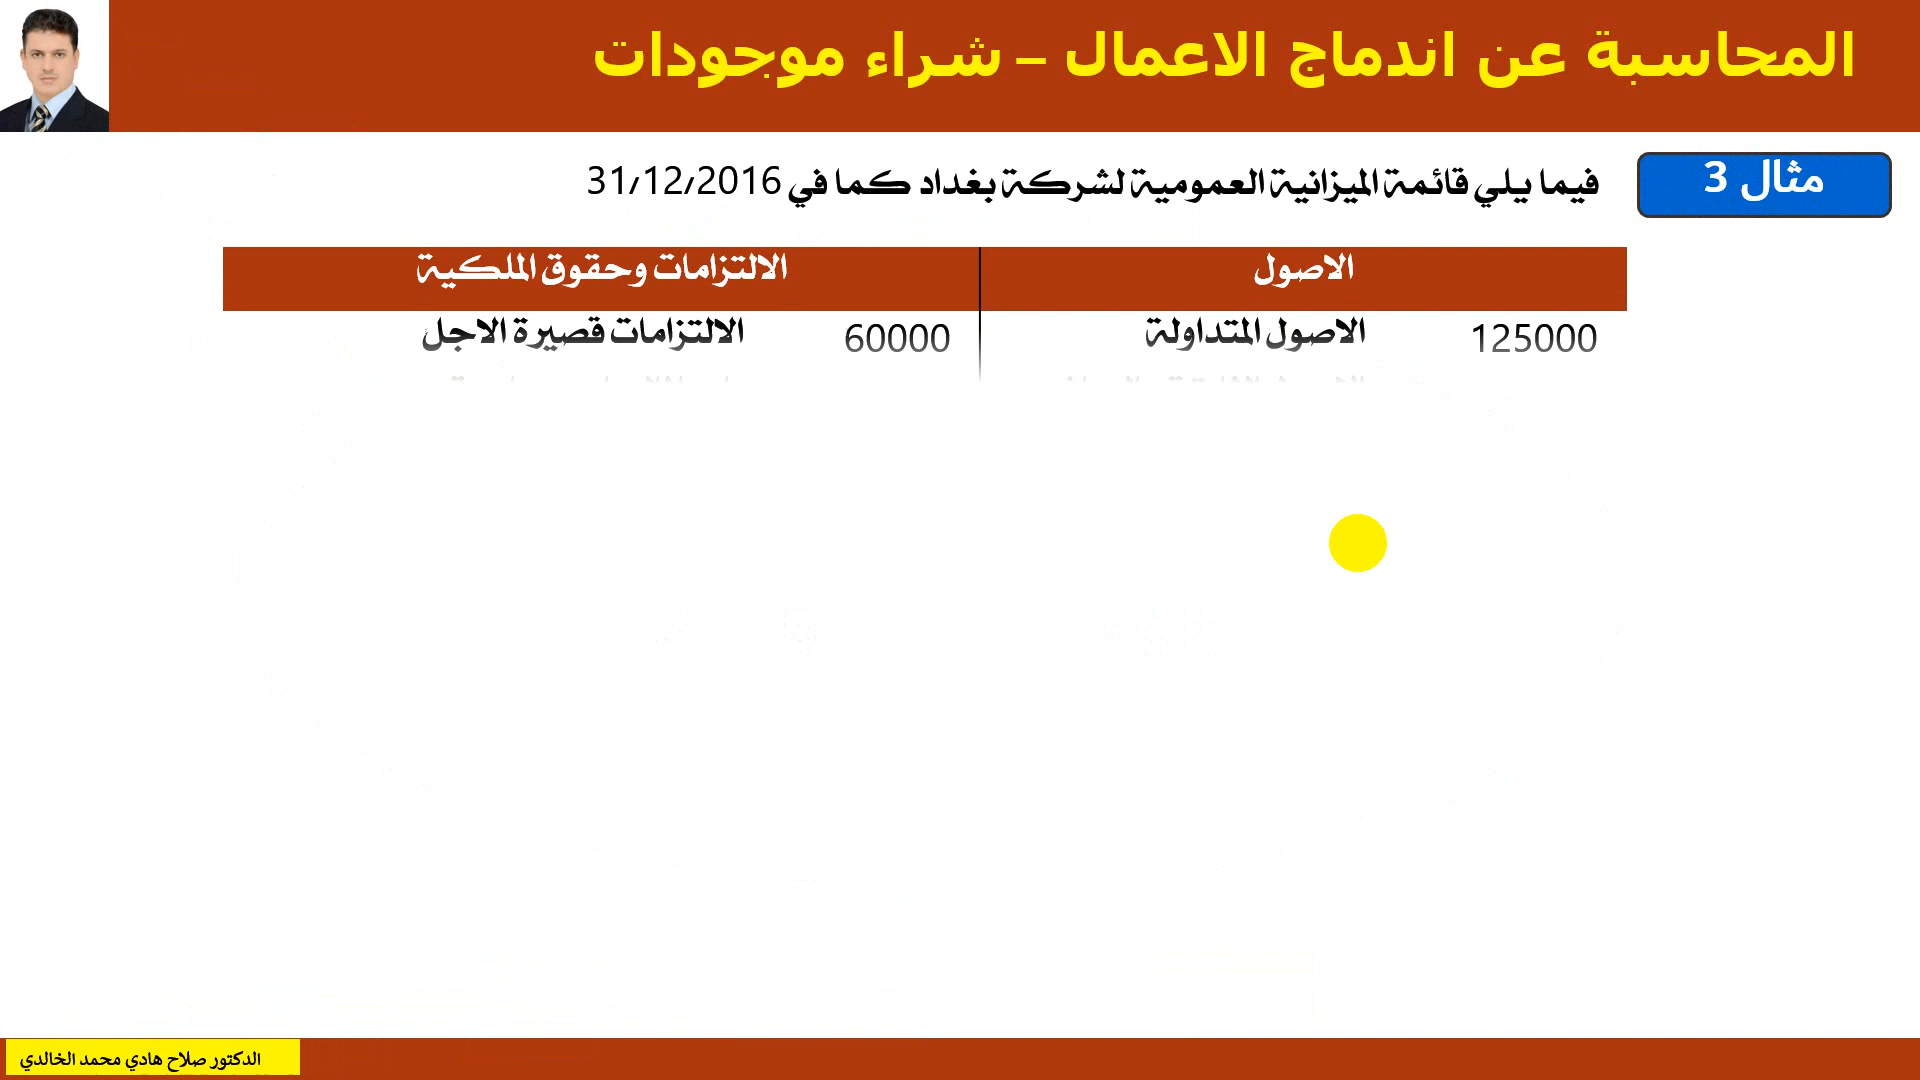 المحاسبة عن اندماج الاعمال – شراء موجودات
مثال 3
فيما يلي قائمة الميزانية العمومية لشركة بغداد كما في 31/12/2016
الاصول الالتزامات وحقوق الملكية
125000 الاصول المتداولة 60000 الالتزامات قصيرة الاجل
الدكتور صلاح هادي محمد الخالدي